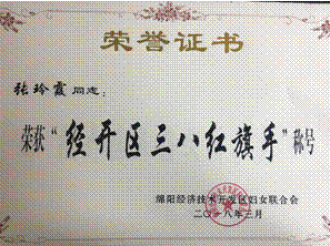 荣誉证书
张玲霞同志：
荣获“经开区三八红旗手”称号
绵阳经济技术开发区妇女联合会
二〇一八年三月